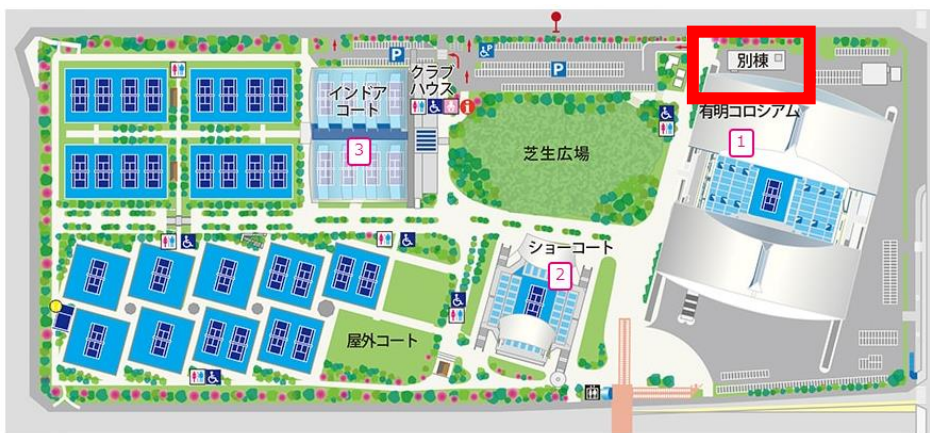 P
P
P
別棟
クラブ
ハウス
インドア
コート
i
有明コロシアム
1
3
芝生広場
ショーコート
2
屋外コート